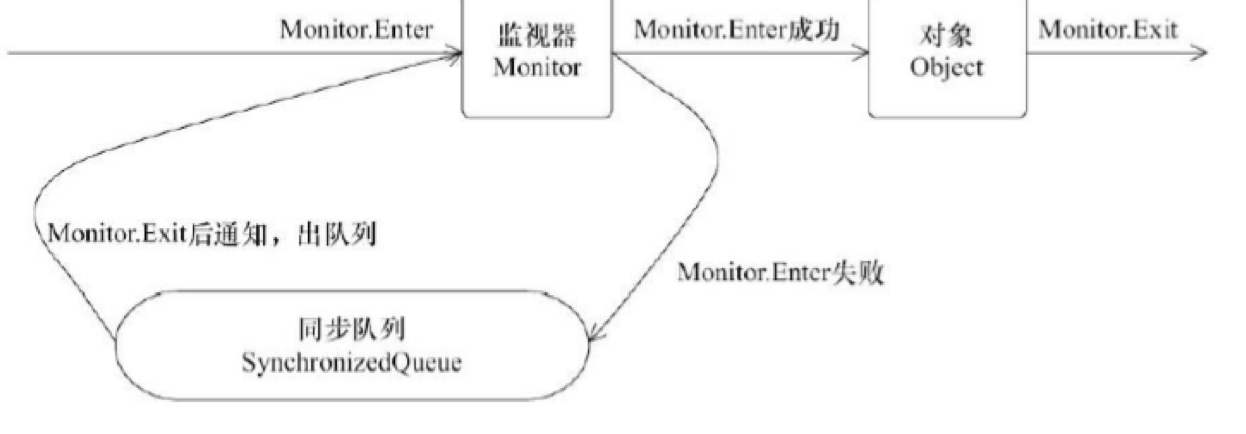 Monitor.Enter
监视器
Monitor
Monitor.Enter成功
对象
Object
Monitor.Exit
Monitor.Exit后通知，出队列
Monitor.Enter失败
同步队列
SynchronizedQueue